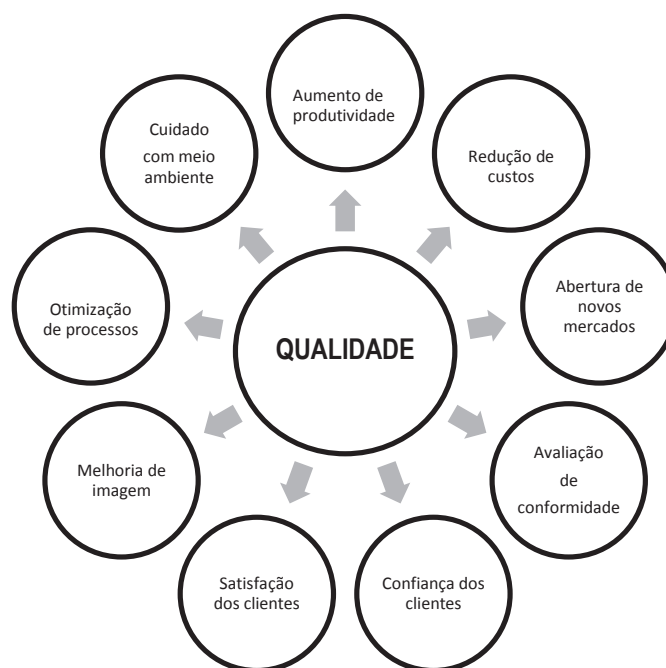 Aumento de
produtividade
Redução de
custos
Abertura de
novos
mercados
Avaliação
de
conformidade
Confiança dos
clientes
Satisfação
dos clientes
Melhoria de
imagem
Otimização
de processos
Cuidado
com meio
ambiente
QUALIDADE